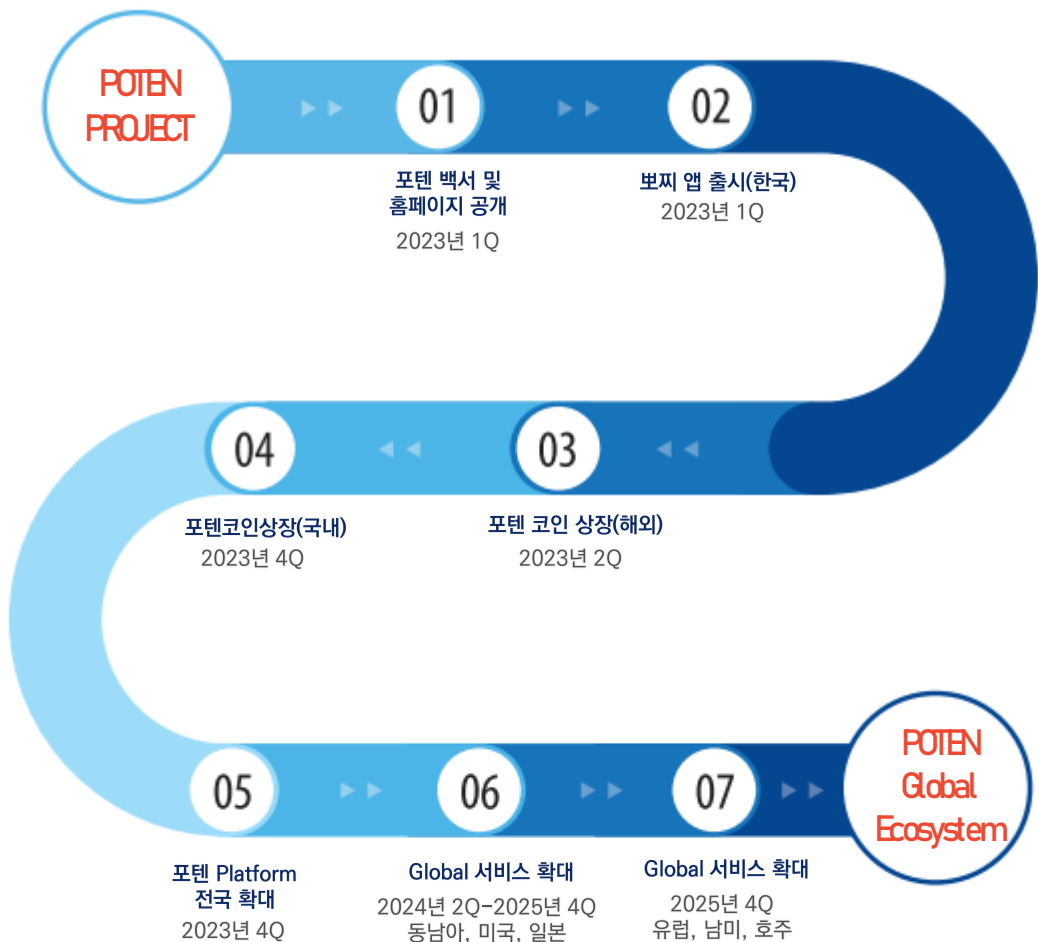 POTEN
PROJECT
01
포텐 백서 및
홈페이지 공개
2023년 1Q
02
뽀찌 앱 출시(한국)
2023년 1Q
03
포텐 코인 상장(해외)
2023년 2Q
04
포텐코인상장(국내)
2023년 4Q
05
포텐 Platform
전국 확대
2023년 4Q
06
Global 서비스 확대
2024년 2Q-2025년 4Q
동남아, 미국, 일본
07
Global 서비스 확대
2025년 4Q
유럽, 남미, 호주
POTEN
Global
Ecosystem